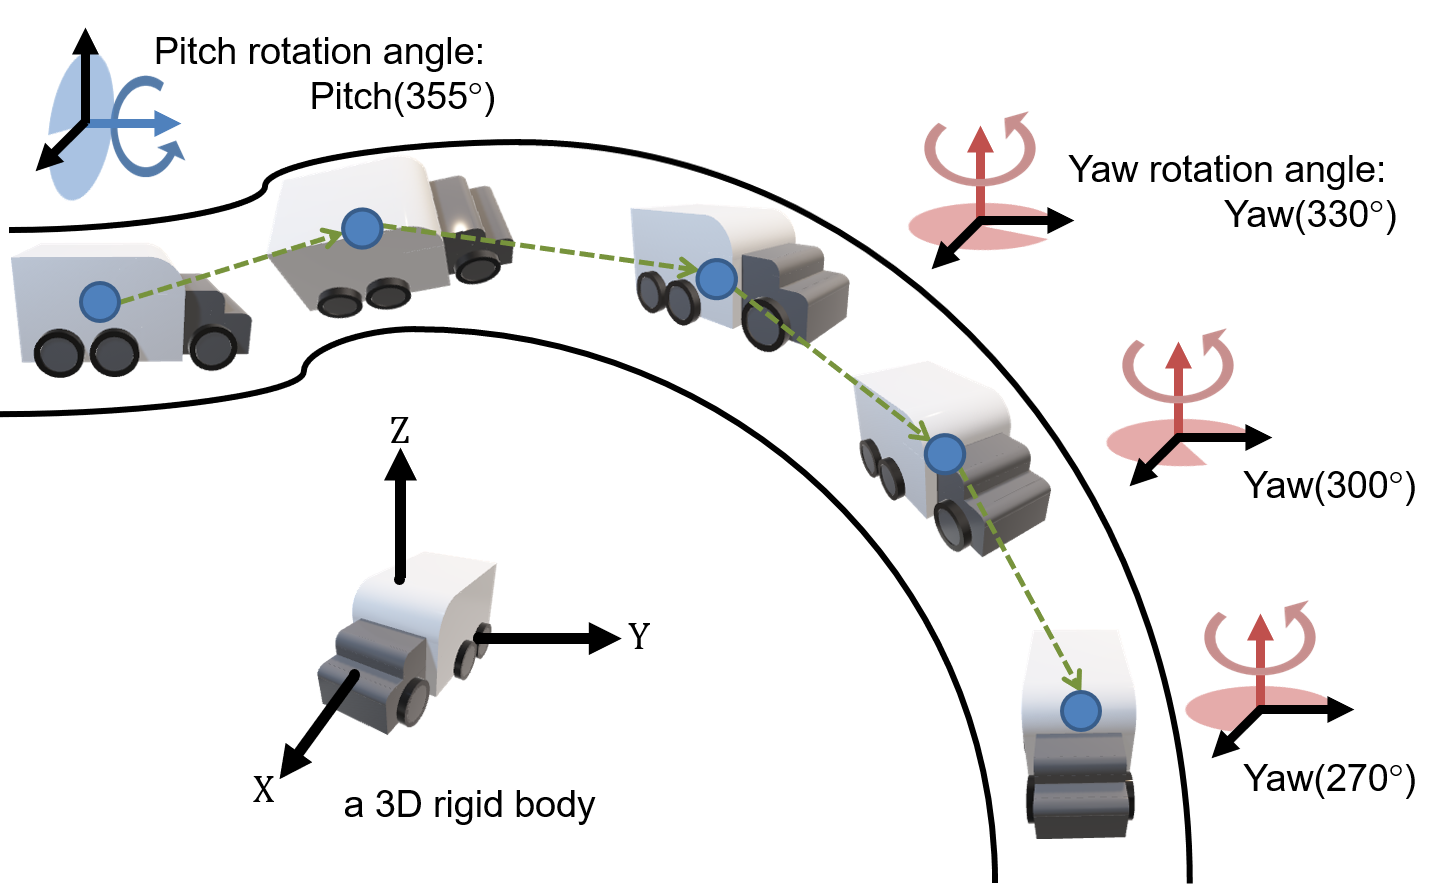 Pitch rotation angle:
Pitch(355°)
Yaw rotation angle:
Yaw(330°)
Yaw(300°)
Z
Y
X
a 3D rigid body
Yaw(270°)